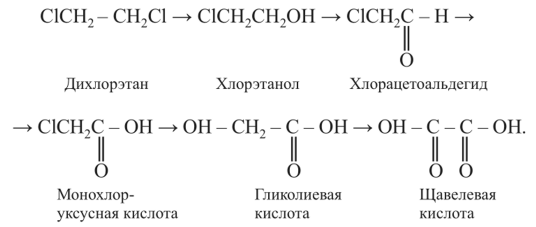 ClCH₂ – CH₂Cl → ClCH₂CH₂OH → ClCH₂C – H →
‖
O
Дихлорэтан Хлорэтанол Хлорацетоальдегид
→ ClCH₂C – OH → OH – CH₂ – C – OH → OH – C – C – OH.
‖ ‖ ‖ ‖
O O O O
Монохлор- Гликолиевая Щавелевая
уксусная кислота кислота кислота